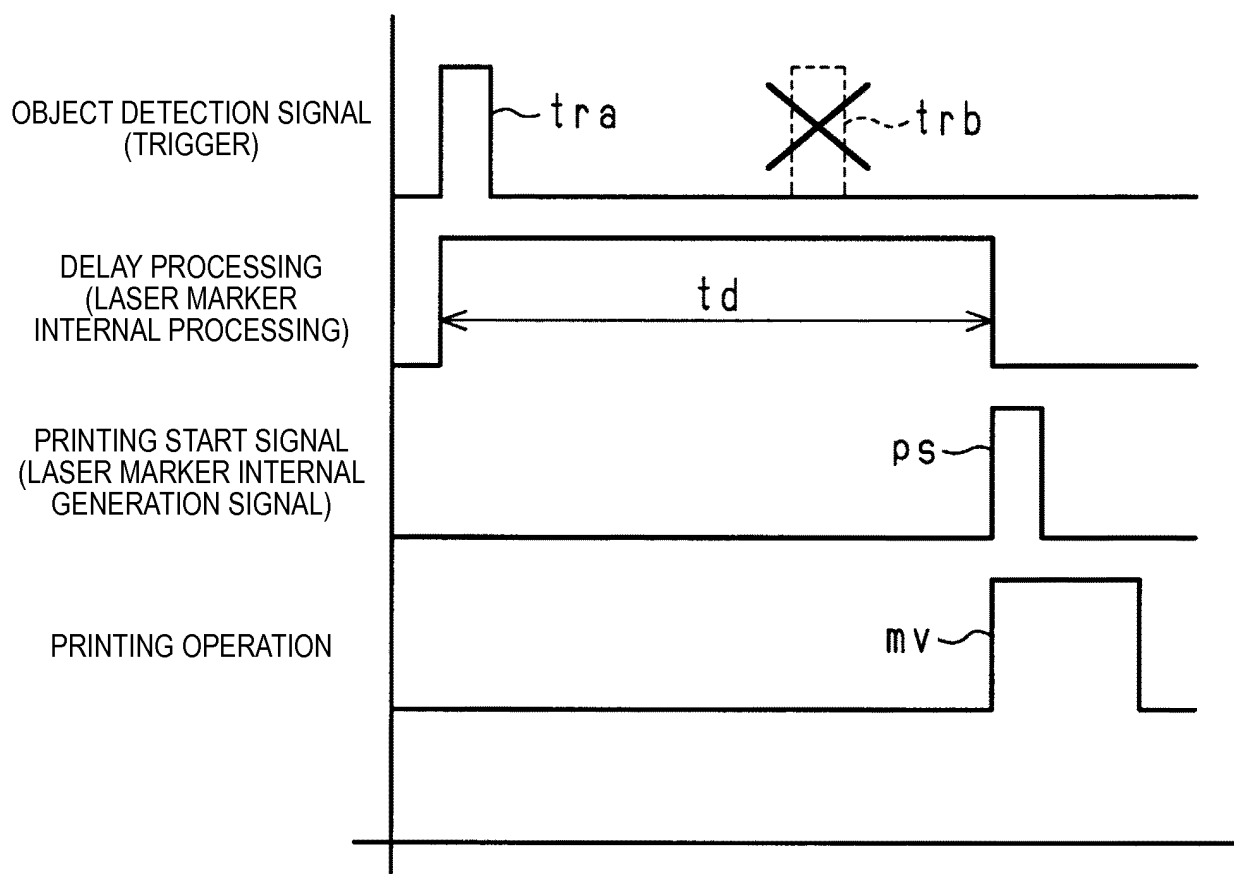 OBJECT DETECTION SIGNAL
(TRIGGER)
tra
trb
DELAY PROCESSING
(LASER MARKER
INTERNAL PROCESSING)
td
PRINTING START SIGNAL
(LASER MARKER INTERNAL
GENERATION SIGNAL)
ps
PRINTING OPERATION
mv